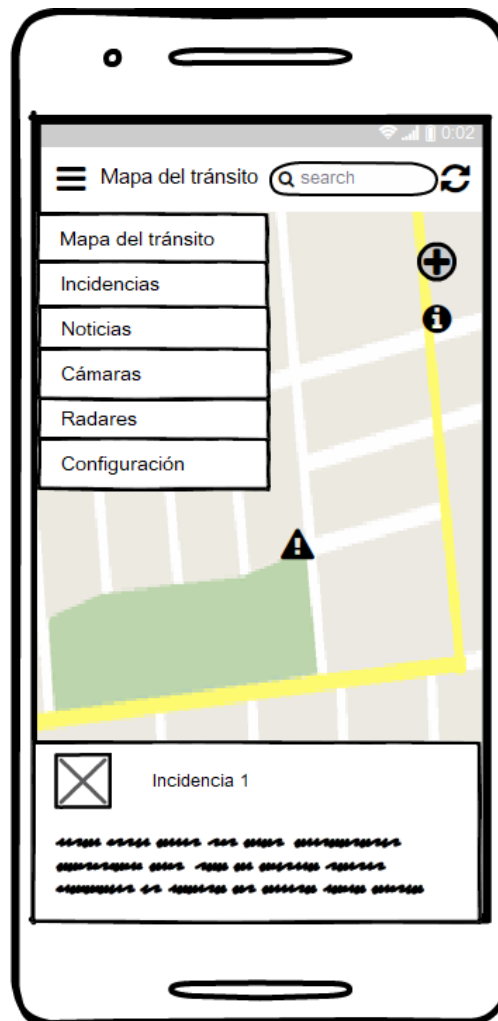 0:02
Mapa del tránsito search
Mapa del tránsito
Incidencias
Noticias
Cámaras
Radares
Configuración
Incidencia 1